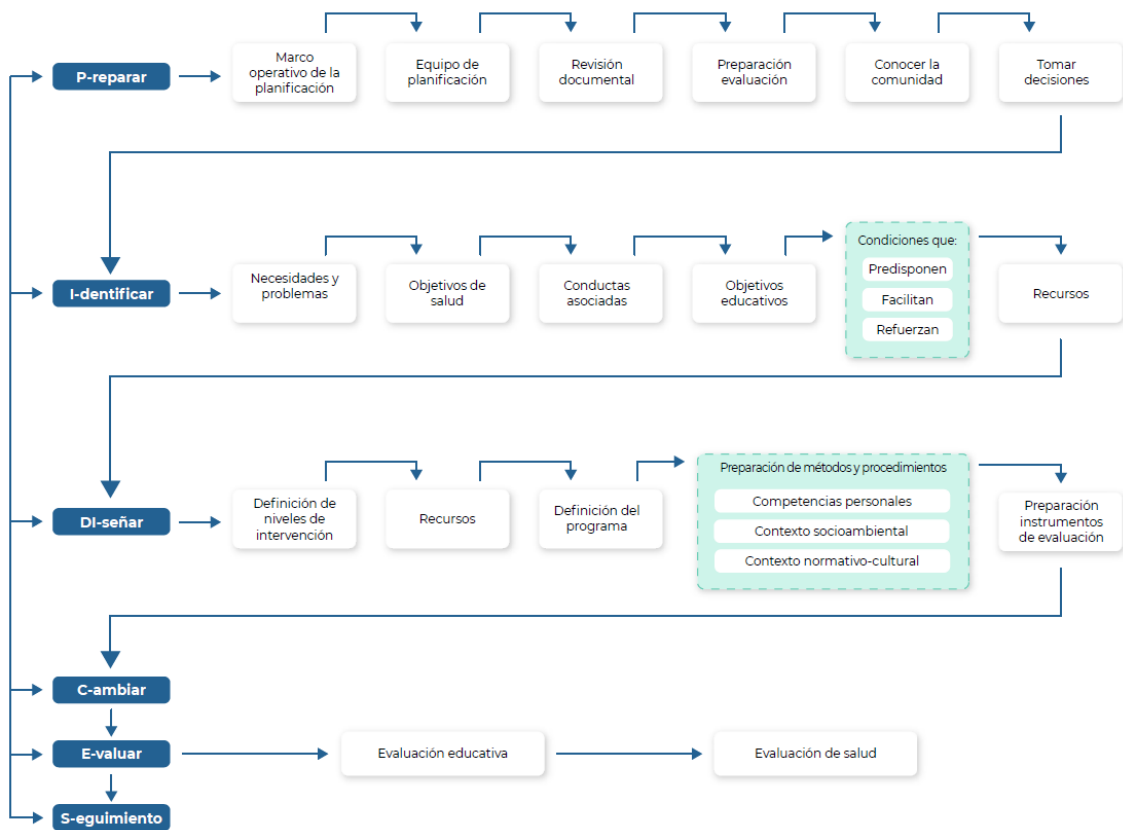 P-reparar
Marco
operativo de la
planificación
Equipo de
planificación
Revisión
documental
Preparación
evaluación
Conocer la
comunidad
Tomar
decisiones
I-dentificar
Necesidades y
problemas
Objetivos de
salud
Conductas
asociadas
Objetivos
educativos
Condiciones que:
Predisponen
Facilitan
Refuerzan
Recursos
DI-señar
Definición de
niveles de
intervención
Recursos
Definición del
programa
Preparación de métodos y procedimientos
Competencias personales
Contexto socioambiental
Contexto normativo-cultural
Preparación
instrumentos
de evaluación
C-ambiar
E-valuar
Evaluación educativa
Evaluación de salud
S-eguimiento